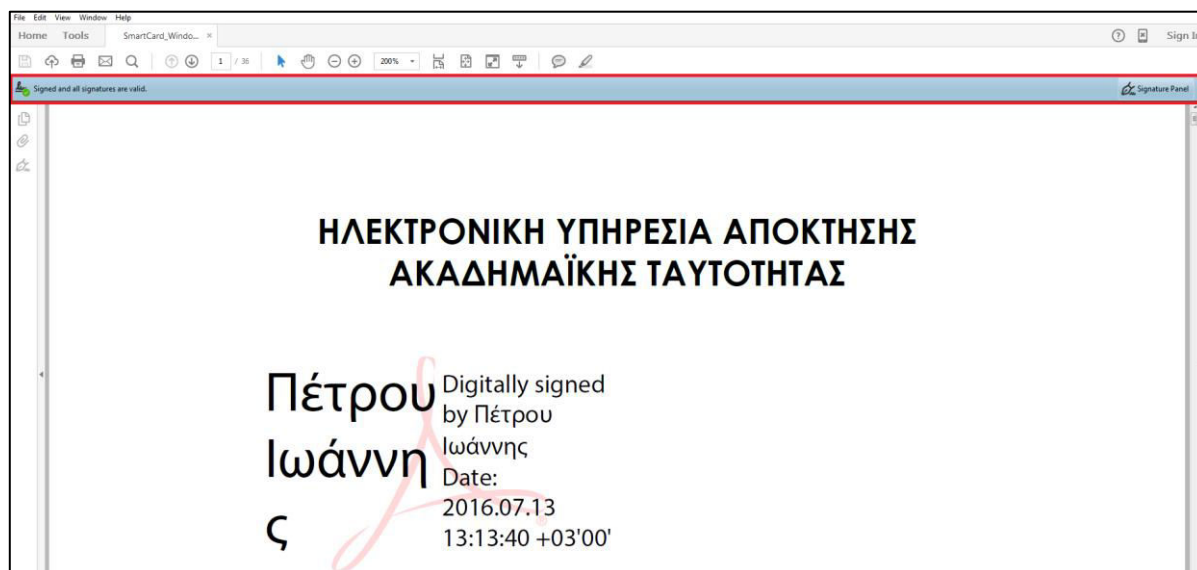 File Edit View Window Help
Home Tools SmartCard_Windo... × Sign In
1 / 36 200%
Signed and all signatures are valid. Signature Panel
ΗΛΕΚΤΡΟΝΙΚΗ ΥΠΗΡΕΣΙΑ ΑΠΟΚΤΗΣΗΣ
ΑΚΑΔΗΜΑΪΚΗΣ ΤΑΥΤΟΤΗΤΑΣ
Πέτρου
Ιωάννη
ς
Digitally signed
by Πέτρου
Ιωάννης
Date:
2016.07.13
13:13:40 +03'00'